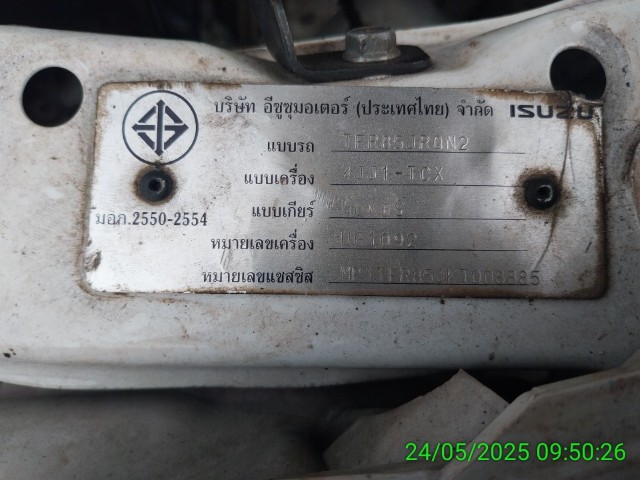 บริษัท อีซูซุมอเตอร์ (ประเทศไทย) จำกัด ISUZU
แบบรถ TFR85JRQN2
แบบเครื่อง 4JJ1-TCX
มอก.2550-2554 แบบเกียร์
หมายเลขเครื่อง
หมายเลขแชสซีส
24/05/2025 09:50:26